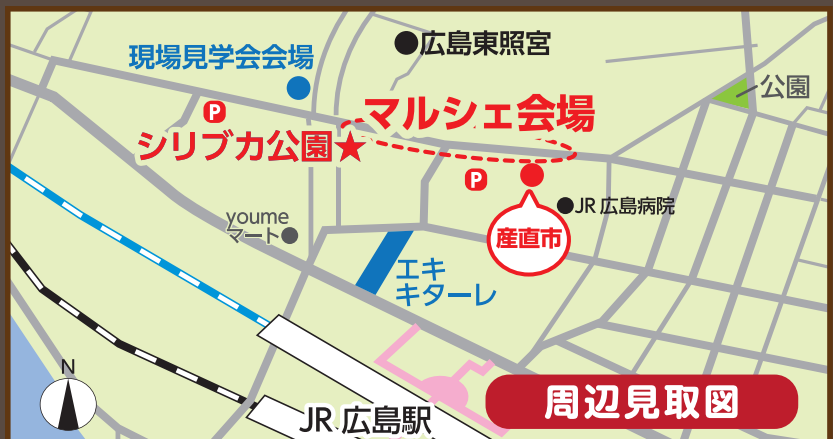 広島東照宮
現場見学会会場
公園
P
マルシェ会場
シリブカ公園
P
JR 広島病院
youme
マート
産直市
エキ
キターレ
N
周辺見取図
JR 広島駅